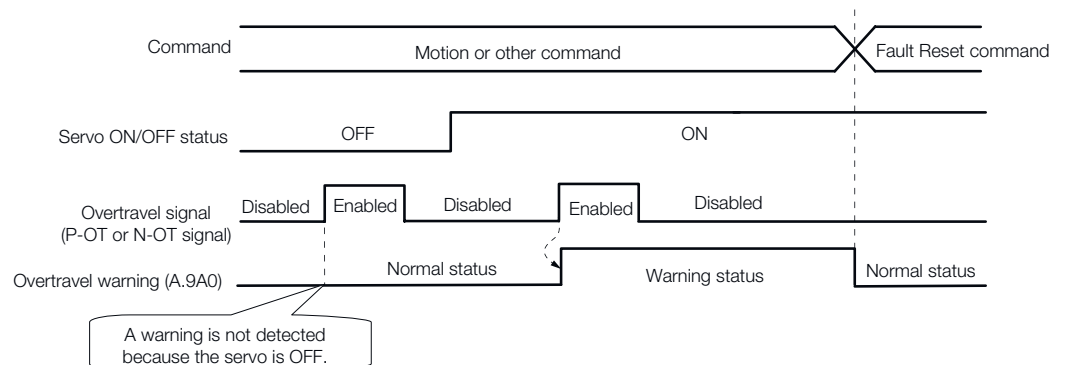 Command
Motion or other command
Fault Reset command
Servo ON/OFF status
OFF
ON
Overtravel signal
(P-OT or N-OT signal)
Disabled
Enabled
Disabled
Enabled
Disabled
Overtravel warning (A.9A0)
Normal status
Warning status
Normal status
A warning is not detected
because the servo is OFF.